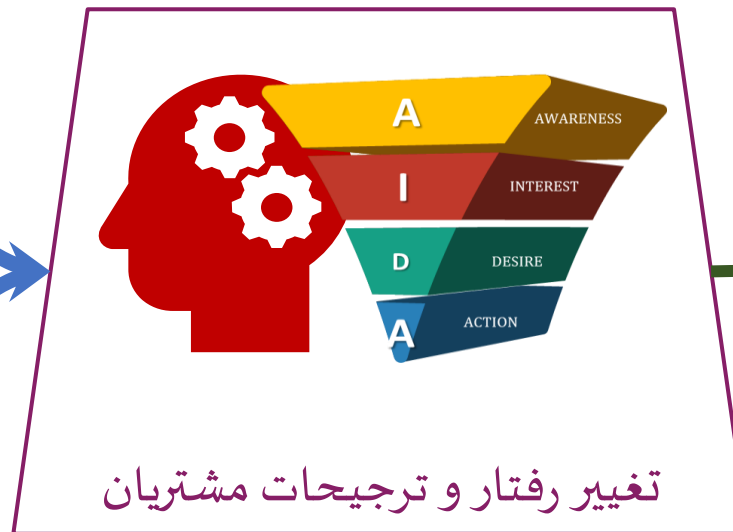 A AWARENESS
I INTEREST
D DESIRE
A ACTION
تغییر رفتار و ترجیحات مشتریان